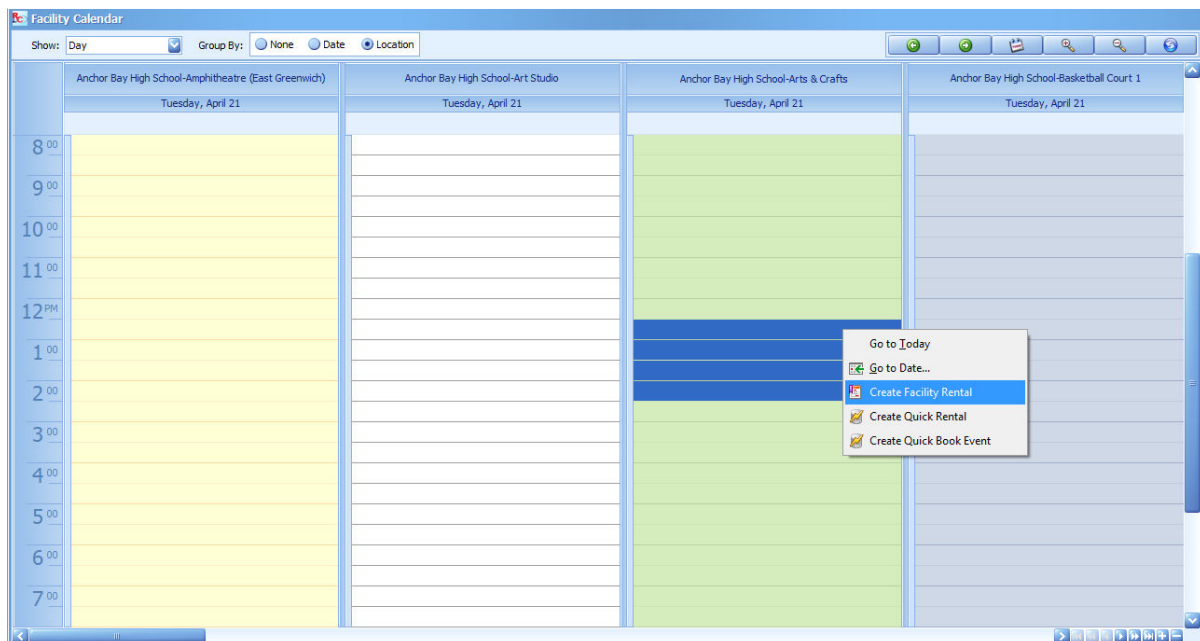 Rc Facility Calendar
Show: Day Group By: None Date Location
Anchor Bay High School-Amphitheatre (East Greenwich) Anchor Bay High School-Art Studio Anchor Bay High School-Arts & Crafts Anchor Bay High School-Basketball Court 1
Tuesday, April 21 Tuesday, April 21 Tuesday, April 21 Tuesday, April 21
8 00
9 00
10 00
11 00
12 PM
1 00
2 00
3 00
4 00
5 00
6 00
7 00
Go to Today
Go to Date...
Create Facility Rental
Create Quick Rental
Create Quick Book Event